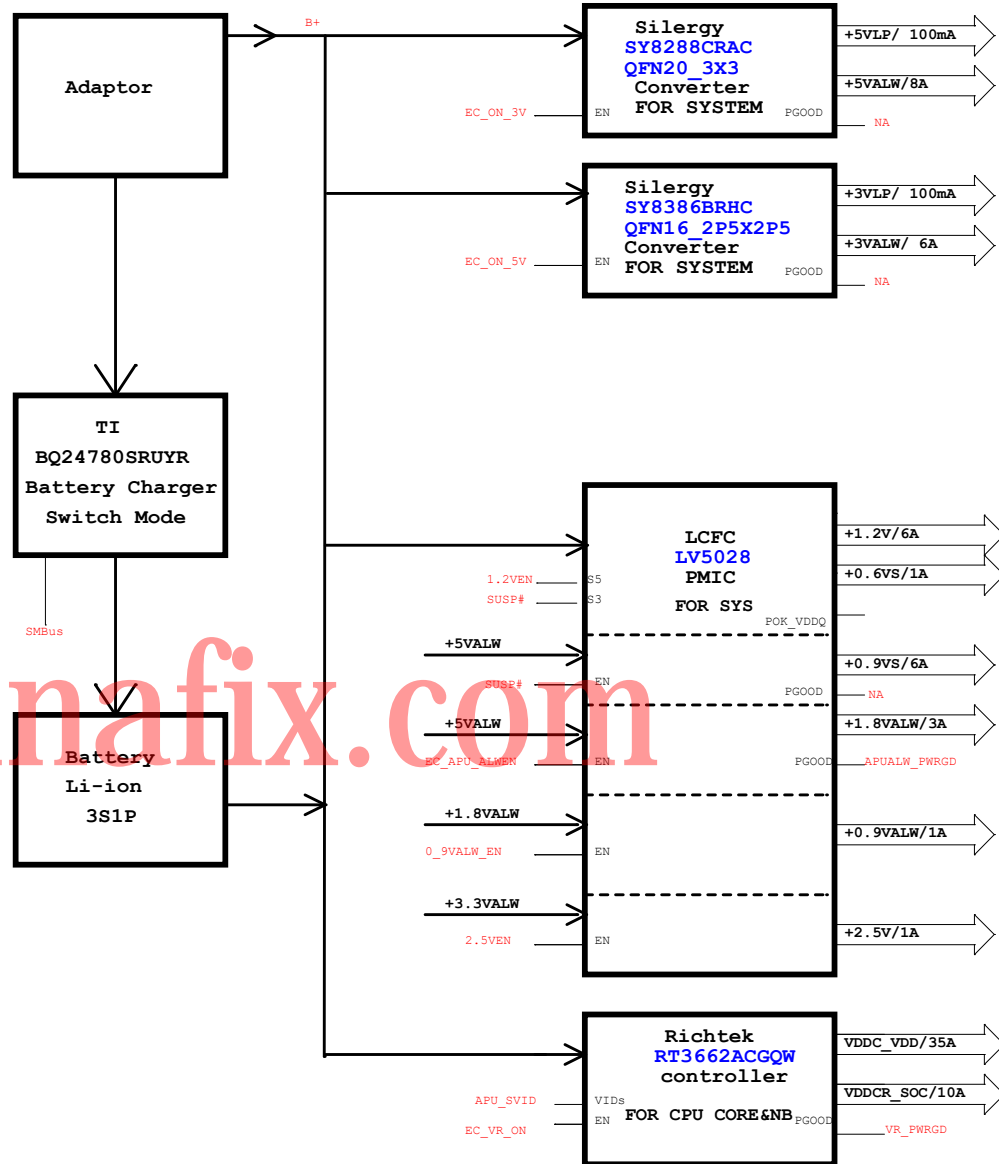 B+
Adaptor
Silergy
SY8288CRAC
QFN20_3X3
Converter
FOR SYSTEM
EC_ON_3V
EN
PGOOD
NA
+5VLP/ 100mA
+5VALW/8A
Silergy
SY8386BRHC
QFN16_2P5X2P5
Converter
FOR SYSTEM
EC_ON_5V
EN
PGOOD
NA
+3VLP/ 100mA
+3VALW/ 6A
TI
BQ24780SRUYR
Battery Charger
Switch Mode
SMBus
Battery
Li-ion
3S1P
LCFC
LV5028
PMIC
FOR SYS
1.2VEN
S5
SUSP#
S3
POK_VDDQ
+1.2V/6A
+0.6VS/1A
+5VALW
SUSP#
EN
PGOOD
NA
+0.9VS/6A
+5VALW
EC_APU_ALWEN
EN
PGOOD
APUALW_PWRGD
+1.8VALW/3A
+1.8VALW
0_9VALW_EN
EN
+0.9VALW/1A
+3.3VALW
2.5VEN
EN
+2.5V/1A
Richtek
RT3662ACGQW
controller
FOR CPU CORE&NB
APU_SVID
VIDs
EC_VR_ON
EN
PGOOD
VR_PWRGD
VDDC_VDD/35A
VDDCR_SOC/10A
nafix.com